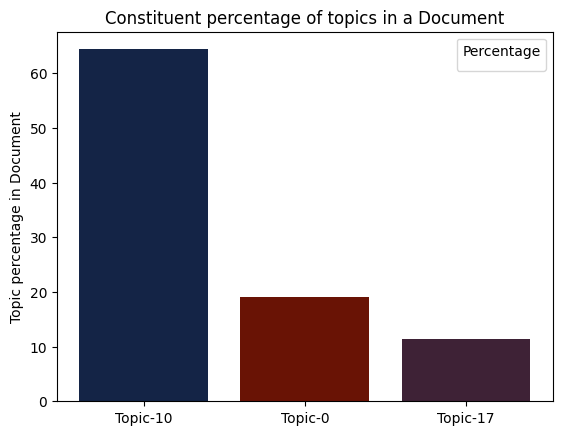 Constituent percentage of topics in a Document
Percentage
Topic percentage in Document
60
50
40
30
20
10
0
Topic-10
Topic-0
Topic-17